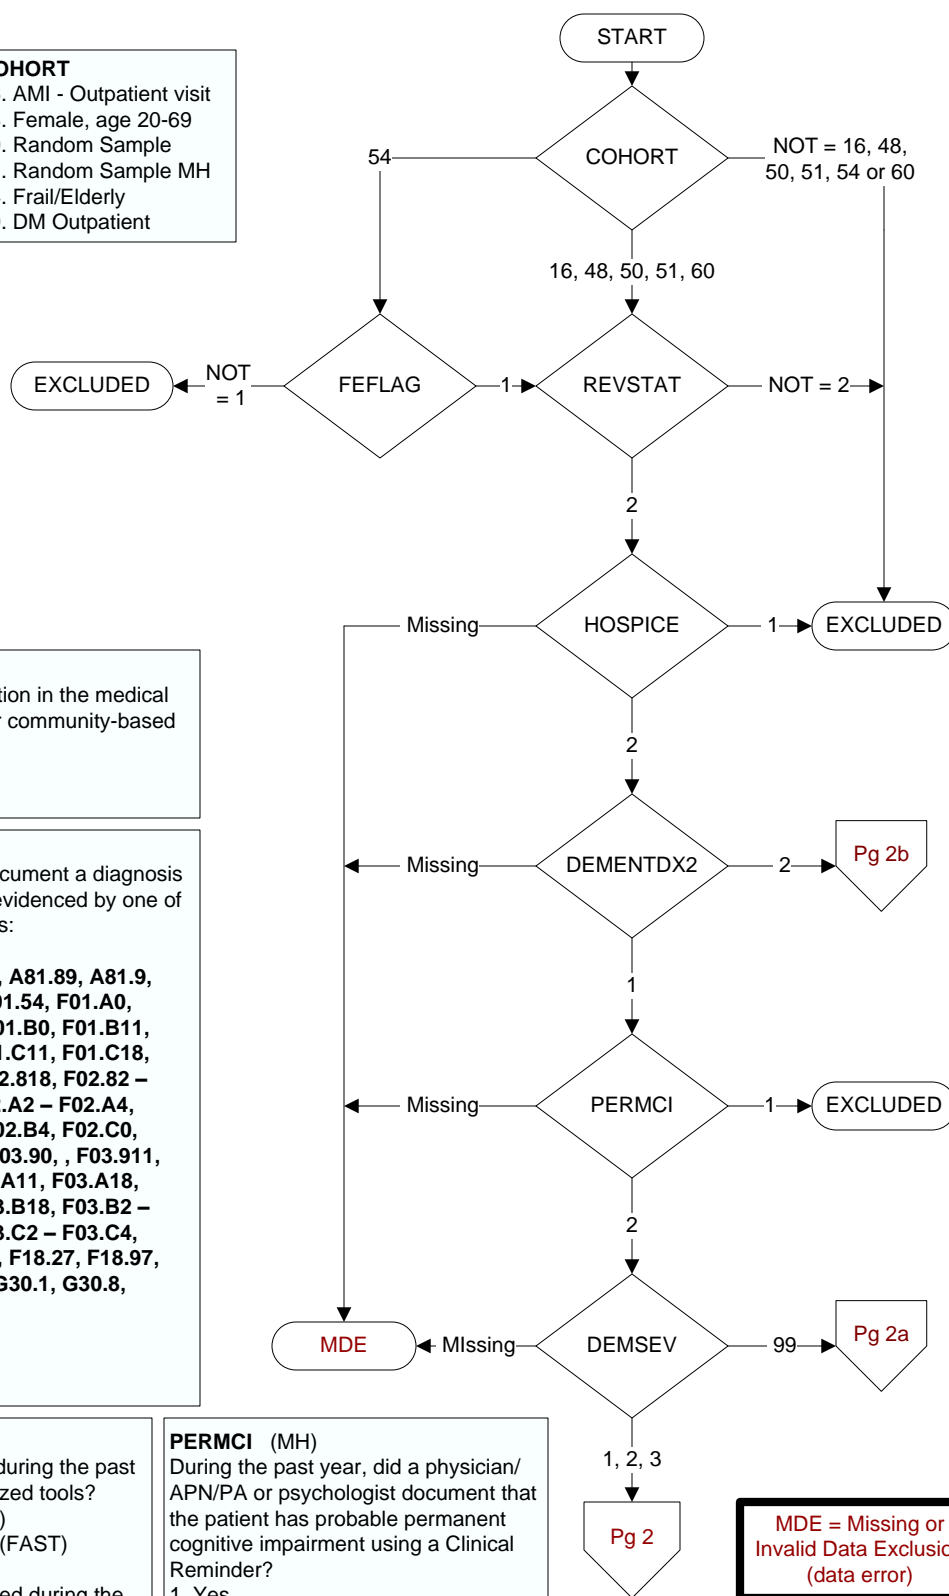 START
OHORT
. AMI - Outpatient visit
. Female, age 20-69
. Random Sample
. Random Sample MH
. Frail/Elderly
. DM Outpatient
COHORT
54
NOT = 16, 48,
50, 51, 54 or 60
16, 48, 50, 51, 60
EXCLUDED
NOT
= 1
FEFLAG
1
REVSTAT
NOT = 2
2
Missing
HOSPICE
1
EXCLUDED
tion in the medical
r community-based
2
Missing
DEMENTDX2
2
Pg 2b
ocument a diagnosis
evidenced by one of
s:
, A81.89, A81.9,
01.54, F01.A0,
01.B0, F01.B11,
1.C11, F01.C18,
2.818, F02.82 –
2.A2 – F02.A4,
02.B4, F02.C0,
03.90, , F03.911,
.A11, F03.A18,
3.B18, F03.B2 –
3.C2 – F03.C4,
, F18.27, F18.97,
G30.1, G30.8,
1
Missing
PERMCI
1
EXCLUDED
2
MDE
MIssing
DEMSEV
99
Pg 2a
1, 2, 3
Pg 2
during the past
zed tools?
)
(FAST)
ed during the
PERMCI (MH)
During the past year, did a physician/
APN/PA or psychologist document that
the patient has probable permanent
cognitive impairment using a Clinical
Reminder?
1. Yes
MDE = Missing or
Invalid Data Exclusio
(data error)